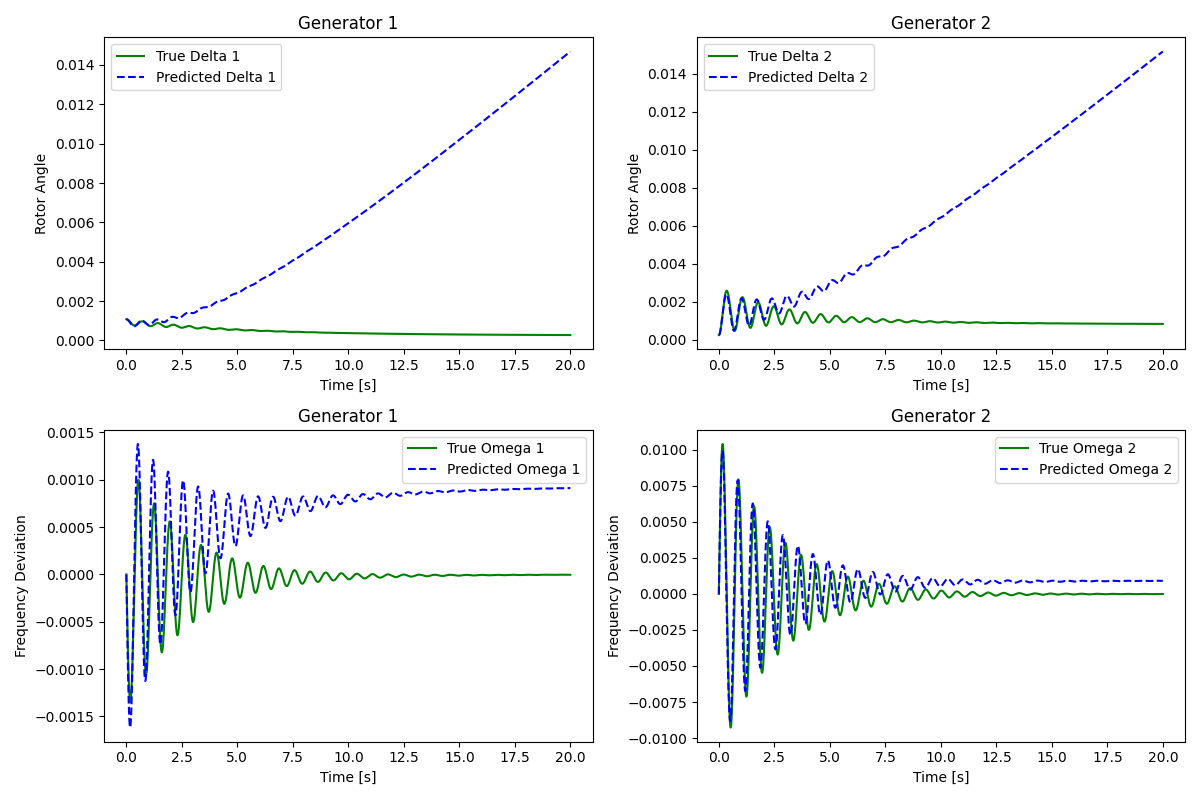 Generator 1
True Delta 1
Predicted Delta 1
0.014
0.012
0.010
0.008
0.006
0.004
0.002
0.000
Rotor Angle
0.0 2.5 5.0 7.5 10.0 12.5 15.0 17.5 20.0
Time [s]
Generator 2
True Delta 2
Predicted Delta 2
0.014
0.012
0.010
0.008
0.006
0.004
0.002
0.000
Rotor Angle
0.0 2.5 5.0 7.5 10.0 12.5 15.0 17.5 20.0
Time [s]
Generator 1
True Omega 1
Predicted Omega 1
0.0015
0.0010
0.0005
0.0000
−0.0005
−0.0010
−0.0015
Frequency Deviation
0.0 2.5 5.0 7.5 10.0 12.5 15.0 17.5 20.0
Time [s]
Generator 2
True Omega 2
Predicted Omega 2
0.0100
0.0075
0.0050
0.0025
0.0000
−0.0025
−0.0050
−0.0075
−0.0100
Frequency Deviation
0.0 2.5 5.0 7.5 10.0 12.5 15.0 17.5 20.0
Time [s]